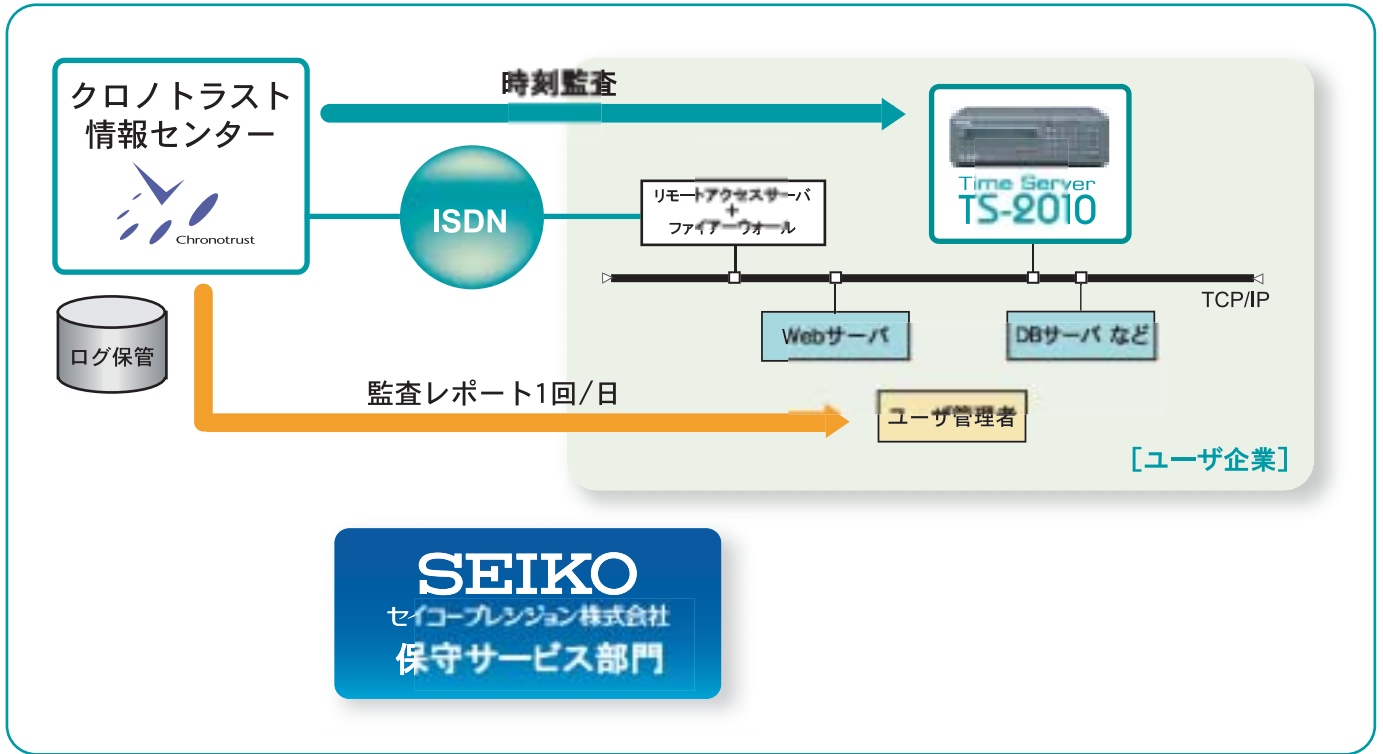 クロノトラスト
情報センター
Chronotrust
時刻監査
ISDN
リモートアクセスサーバ
+
ファイアーウォール
Time Server
TS-2010
TCP/IP
Webサーバ
DBサーバ など
ログ保管
監査レポート1回/日
ユーザ管理者
[ユーザ企業]
SEIKO
セイコープレシジョン株式会社
保守サービス部門